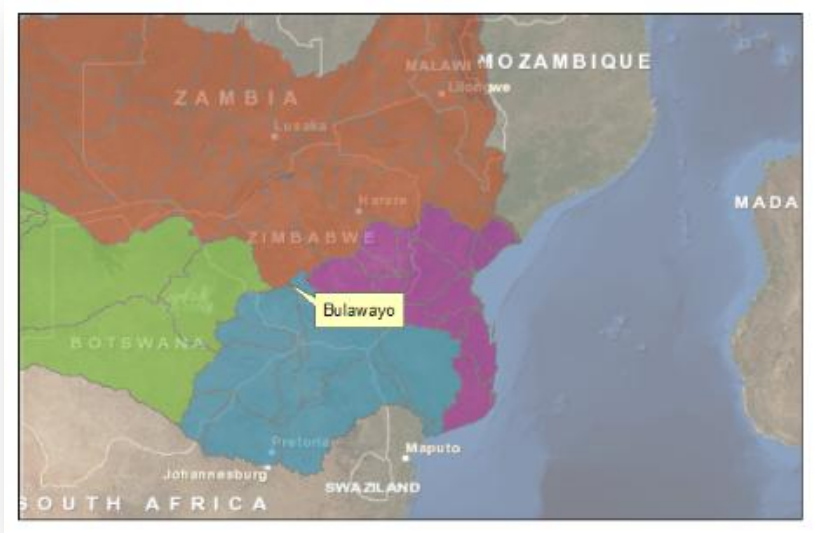 MOZAMBIQUE
MALAWI
Lilongwe
ZAMBIA
Lusaka
Harare
MADA
ZIMBABWE
Bulawayo
BOTSWANA
Pretoria
Maputo
Johannesburg
SWAZILAND
SOUTH AFRICA